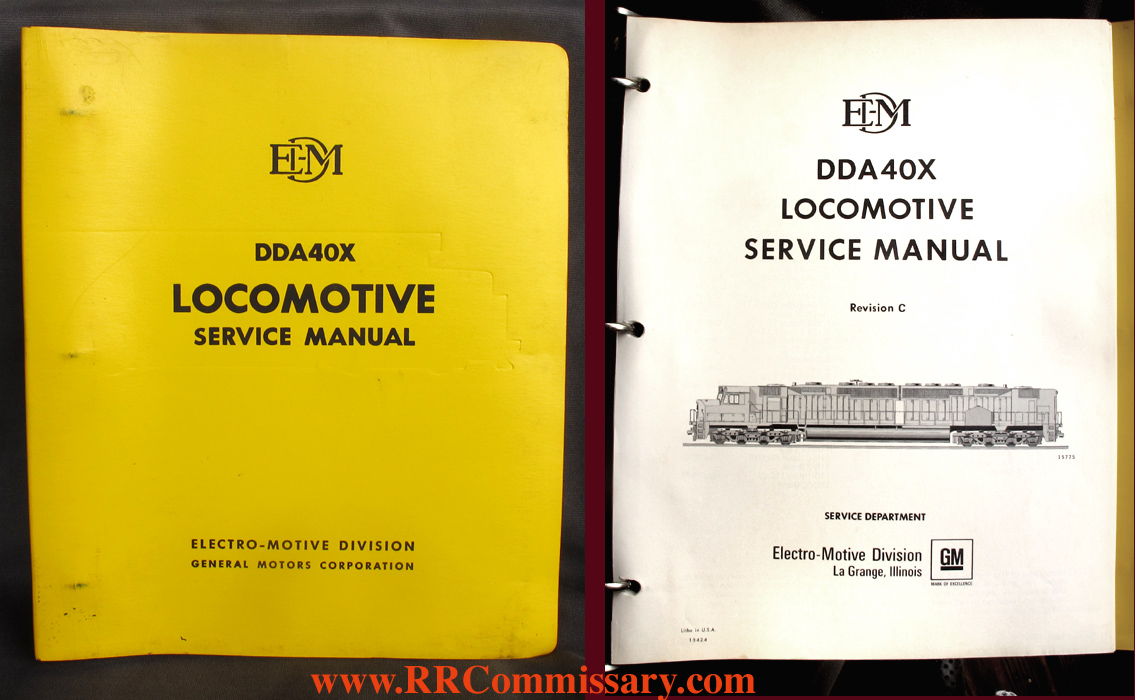 EMD
DDA40X
LOCOMOTIVE
SERVICE MANUAL
ELECTRO-MOTIVE DIVISION
GENERAL MOTORS CORPORATION
EMD
DDA40X
LOCOMOTIVE
SERVICE MANUAL
Revision C
15775
SERVICE DEPARTMENT
Electro-Motive Division
La Grange, Illinois
GM
MARK OF EXCELLENCE
Litho in U.S.A.
15424
www.RRCommissary.com